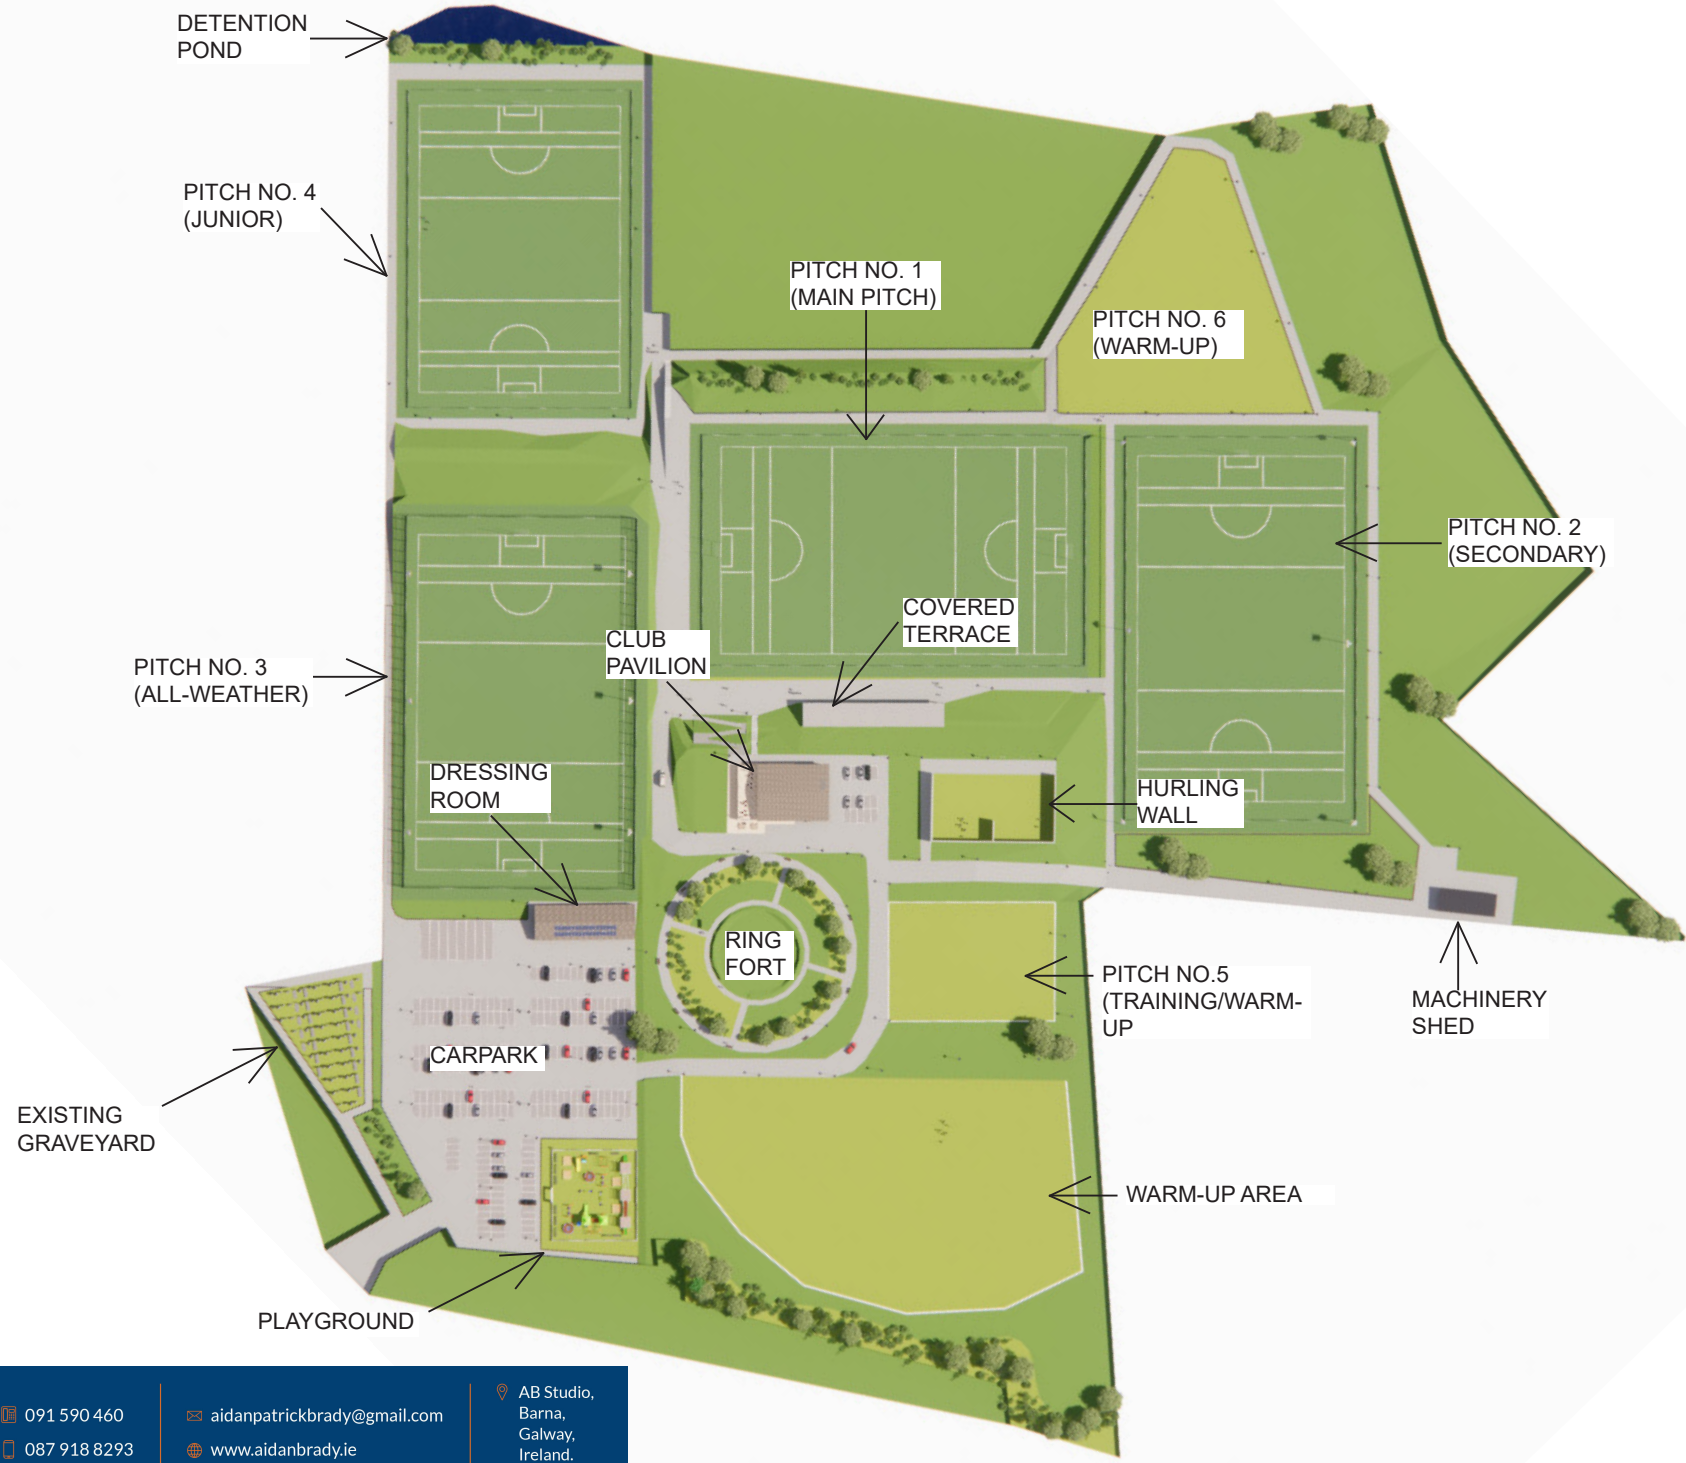 DETENTION
POND
PITCH NO. 4
(JUNIOR)
PITCH NO. 1
(MAIN PITCH)
PITCH NO. 6
(WARM-UP)
PITCH NO. 2
(SECONDARY)
COVERED
TERRACE
CLUB
PAVILION
PITCH NO. 3
(ALL-WEATHER)
DRESSING
ROOM
HURLING
WALL
RING
FORT
PITCH NO.5
(TRAINING/WARM-
UP
MACHINERY
SHED
CARPARK
EXISTING
GRAVEYARD
WARM-UP AREA
PLAYGROUND
091 590 460
087 918 8293
aidanpatrickbrady@gmail.com
www.aidanbrady.ie
AB Studio,
Barna,
Galway,
Ireland.